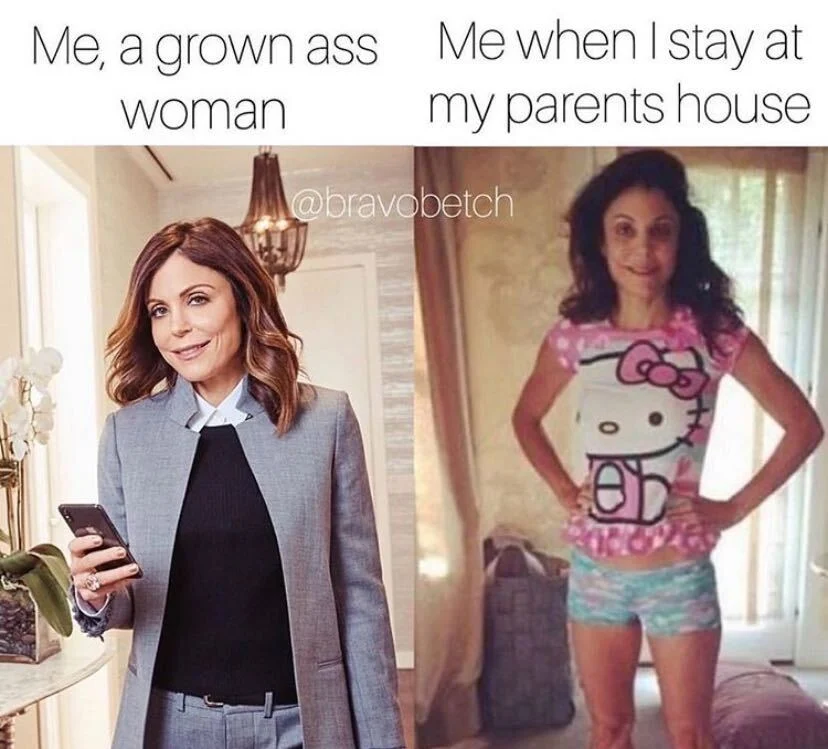 Me, a grown ass
woman
Me when I stay at
my parents house
@bravobetch